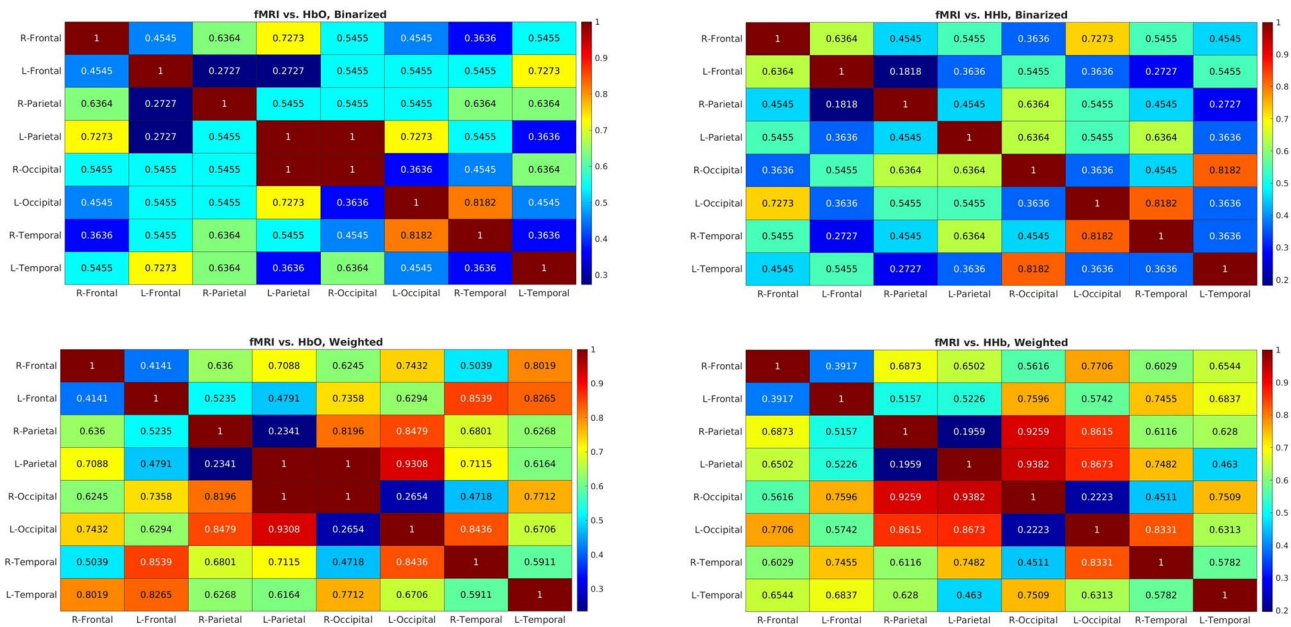 fMRI vs. HbO, Binarized
R-Frontal 1 0.4545 0.6364 0.7273 0.5455 0.4545 0.3636 0.5455
L-Frontal 0.4545 1 0.2727 0.2727 0.5455 0.5455 0.5455 0.7273
R-Parietal 0.6364 0.2727 1 0.5455 0.5455 0.5455 0.6364 0.6364
L-Parietal 0.7273 0.2727 0.5455 1 1 0.7273 0.5455 0.3636
R-Occipital 0.5455 0.5455 0.5455 1 1 0.3636 0.4545 0.6364
L-Occipital 0.4545 0.5455 0.5455 0.7273 0.3636 1 0.8182 0.4545
R-Temporal 0.3636 0.5455 0.6364 0.5455 0.4545 0.8182 1 0.3636
L-Temporal 0.5455 0.7273 0.6364 0.3636 0.6364 0.4545 0.3636 1
R-Frontal L-Frontal R-Parietal L-Parietal R-Occipital L-Occipital R-Temporal L-Temporal
1
0.9
0.8
0.7
0.6
0.5
0.4
0.3
fMRI vs. HHb, Binarized
R-Frontal 1 0.6364 0.4545 0.5455 0.3636 0.7273 0.5455 0.4545
L-Frontal 0.6364 1 0.1818 0.3636 0.5455 0.3636 0.2727 0.5455
R-Parietal 0.4545 0.1818 1 0.4545 0.6364 0.5455 0.4545 0.2727
L-Parietal 0.5455 0.3636 0.4545 1 0.6364 0.5455 0.6364 0.3636
R-Occipital 0.3636 0.5455 0.6364 0.6364 1 0.3636 0.4545 0.8182
L-Occipital 0.7273 0.3636 0.5455 0.5455 0.3636 1 0.8182 0.3636
R-Temporal 0.5455 0.2727 0.4545 0.6364 0.4545 0.8182 1 0.3636
L-Temporal 0.4545 0.5455 0.2727 0.3636 0.8182 0.3636 0.3636 1
R-Frontal L-Frontal R-Parietal L-Parietal R-Occipital L-Occipital R-Temporal L-Temporal
1
0.9
0.8
0.7
0.6
0.5
0.4
0.3
0.2
fMRI vs. HbO, Weighted
R-Frontal 1 0.4141 0.636 0.7088 0.6245 0.7432 0.5039 0.8019
L-Frontal 0.4141 1 0.5235 0.4791 0.7358 0.6294 0.8539 0.8265
R-Parietal 0.636 0.5235 1 0.2341 0.8196 0.8479 0.6801 0.6268
L-Parietal 0.7088 0.4791 0.2341 1 1 0.9308 0.7115 0.6164
R-Occipital 0.6245 0.7358 0.8196 1 1 0.2654 0.4718 0.7712
L-Occipital 0.7432 0.6294 0.8479 0.9308 0.2654 1 0.8436 0.6706
R-Temporal 0.5039 0.8539 0.6801 0.7115 0.4718 0.8436 1 0.5911
L-Temporal 0.8019 0.8265 0.6268 0.6164 0.7712 0.6706 0.5911 1
R-Frontal L-Frontal R-Parietal L-Parietal R-Occipital L-Occipital R-Temporal L-Temporal
1
0.9
0.8
0.7
0.6
0.5
0.4
0.3
fMRI vs. HHb, Weighted
R-Frontal 1 0.3917 0.6873 0.6502 0.5616 0.7706 0.6029 0.6544
L-Frontal 0.3917 1 0.5157 0.5226 0.7596 0.5742 0.7455 0.6837
R-Parietal 0.6873 0.5157 1 0.1959 0.9259 0.8615 0.6116 0.628
L-Parietal 0.6502 0.5226 0.1959 1 0.9382 0.8673 0.7482 0.463
R-Occipital 0.5616 0.7596 0.9259 0.9382 1 0.2223 0.4511 0.7509
L-Occipital 0.7706 0.5742 0.8615 0.8673 0.2223 1 0.8331 0.6313
R-Temporal 0.6029 0.7455 0.6116 0.7482 0.4511 0.8331 1 0.5782
L-Temporal 0.6544 0.6837 0.628 0.463 0.7509 0.6313 0.5782 1
R-Frontal L-Frontal R-Parietal L-Parietal R-Occipital L-Occipital R-Temporal L-Temporal
1
0.9
0.8
0.7
0.6
0.5
0.4
0.3
0.2